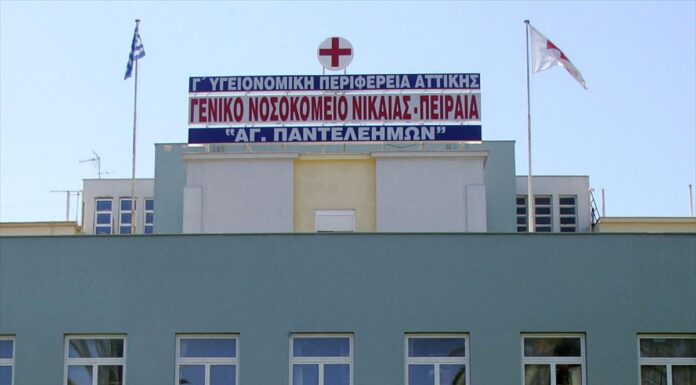 Γ΄ ΥΓΕΙΟΝΟΜΙΚΗ ΠΕΡΙΦΕΡΕΙΑ ΑΤΤΙΚΗΣ
ΓΕΝΙΚΟ ΝΟΣΟΚΟΜΕΙΟ ΝΙΚΑΙΑΣ - ΠΕΙΡΑΙΑ
"ΑΓ. ΠΑΝΤΕΛΕΗΜΩΝ"